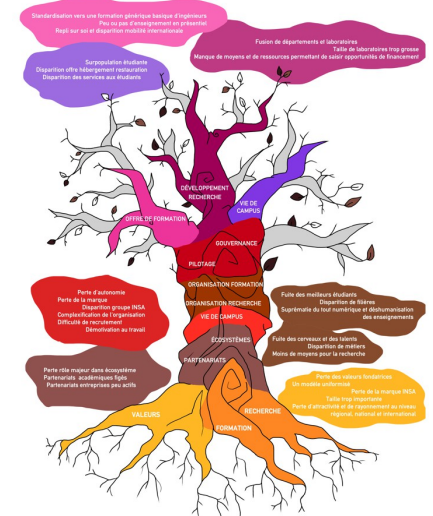 Standardisation vers une formation générique basique d'ingénieurs
Peu ou pas d'enseignement en présentiel
Repli sur soi et disparition mobilité internationale
Fusion de départements et laboratoires
Taille de laboratoires trop grosse
Manque de moyens et de ressources permettant de saisir opportunités de financement
Surpopulation étudiante
Disparition offre hébergement restauration
Disparition des services aux étudiants
DÉVELOPPEMENT
RECHERCHE
VIE DE
CAMPUS
OFFRE DE FORMATION
GOUVERNANCE
PILOTAGE
ORGANISATION FORMATION
ORGANISATION RECHERCHE
VIE DE CAMPUS
ÉCOSYSTÈMES
PARTENARIATS
Perte d'autonomie
Perte de la marque
Disparition groupe INSA
Complexification de l'organisation
Difficulté de recrutement
Démotivation au travail
Fuite des meilleurs étudiants
Disparition de filières
Suprématie du tout numérique et déshumanisation
des enseignements
Fuite des cerveaux et des talents
Disparition de métiers
Moins de moyens pour la recherche
Perte rôle majeur dans écosystème
Partenariats académiques figés
Partenariats entreprises peu actifs
Perte des valeurs fondatrices
Un modèle uniformisé
Perte de la marque INSA
Taille trop importante
Perte d'attractivité et de rayonnement au niveau
régional, national et international
VALEURS
RECHERCHE
FORMATION